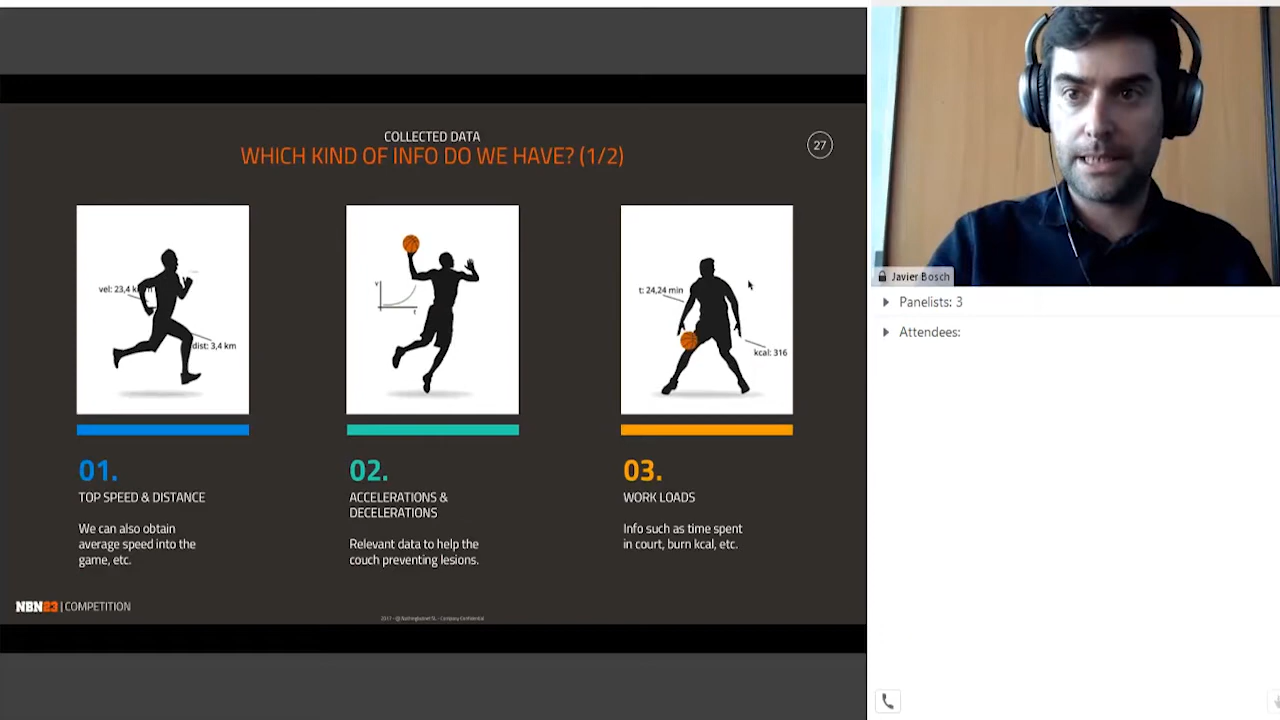 COLLECTED DATA
WHICH KIND OF INFO DO WE HAVE? (1/2)
27
vel: 23,4 k
dist: 3,4 km
v
t
t: 24,24 min
kcal: 316
01.
TOP SPEED & DISTANCE
We can also obtain
average speed into the
game, etc.
02.
ACCELERATIONS &
DECELERATIONS
Relevant data to help the
couch preventing lesions.
03.
WORK LOADS
Info such as time spent
in court, burn kcal, etc.
NBN23 | COMPETITION
Javier Bosch
Panelists: 3
Attendees: